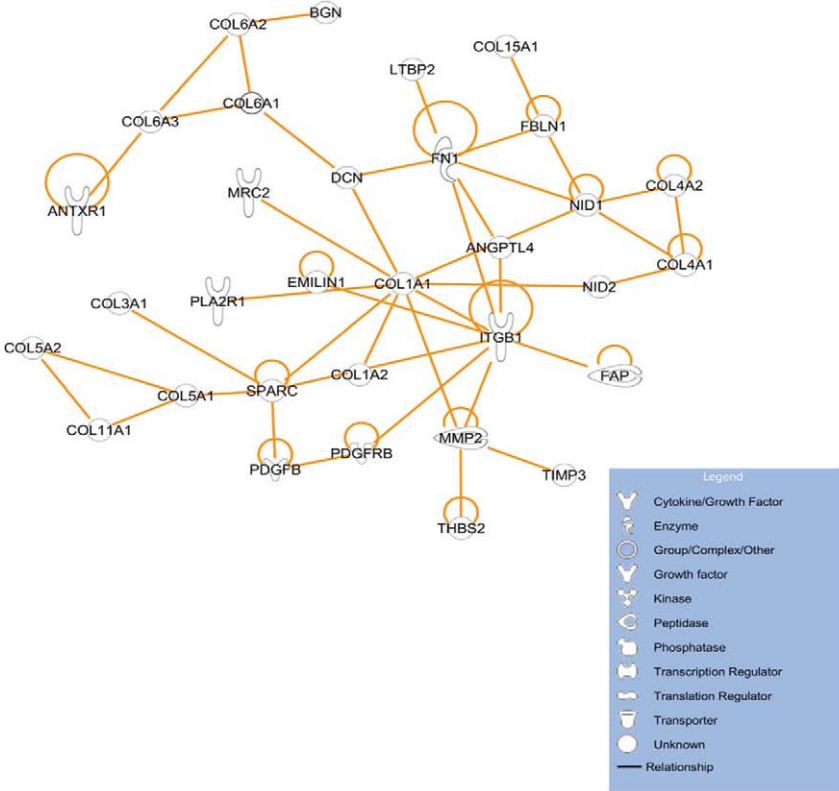 BGN
COL6A2
COL15A1
LTBP2
COL6A1
COL6A3
FBLN1
FN1
DCN
COL4A2
MRC2
NID1
ANTXR1
ANGPTL4
COL4A1
EMILIN1
COL1A1
NID2
PLA2R1
COL3A1
ITGB1
COL5A2
COL1A2
FAP
SPARC
COL5A1
COL11A1
MMP2
PDGFRB
PDGFB
TIMP3
THBS2
Legend
Cytokine/Growth Factor
Enzyme
Group/Complex/Other
Growth factor
Kinase
Peptidase
Phosphatase
Transcription Regulator
Translation Regulator
Transporter
Unknown
Relationship